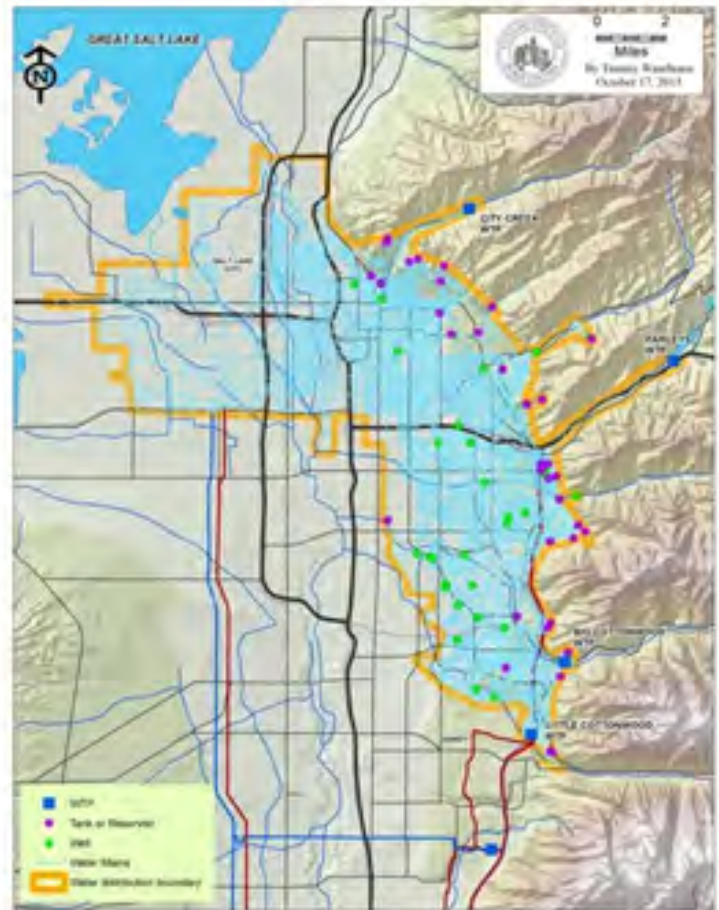 GREAT SALT LAKE
N
0 2
Miles
October 17, 2013
CITY CREEK
WTP
SALT LAKE
CITY
WTP
BIG COTTONWOOD
WTP
LITTLE COTTONWOOD
WTP
WTP
Tank or Reservoir
Well
Water Mains
Water distribution boundary